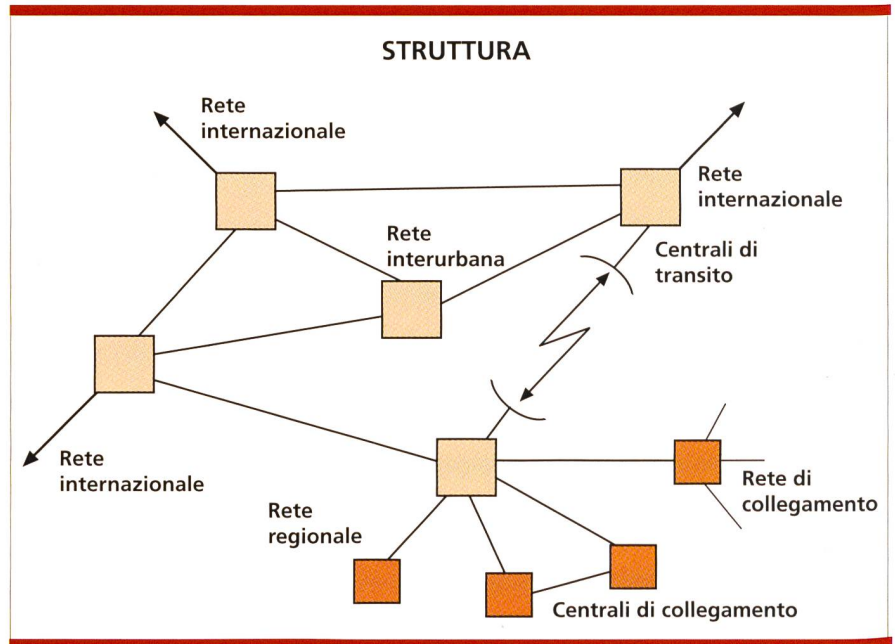 STRUTTURA
Rete
internazionale
Rete
internazionale
Rete
interurbana
Centrali di
transito
Rete
internazionale
Rete di
collegamento
Rete
regionale
Centrali di collegamento